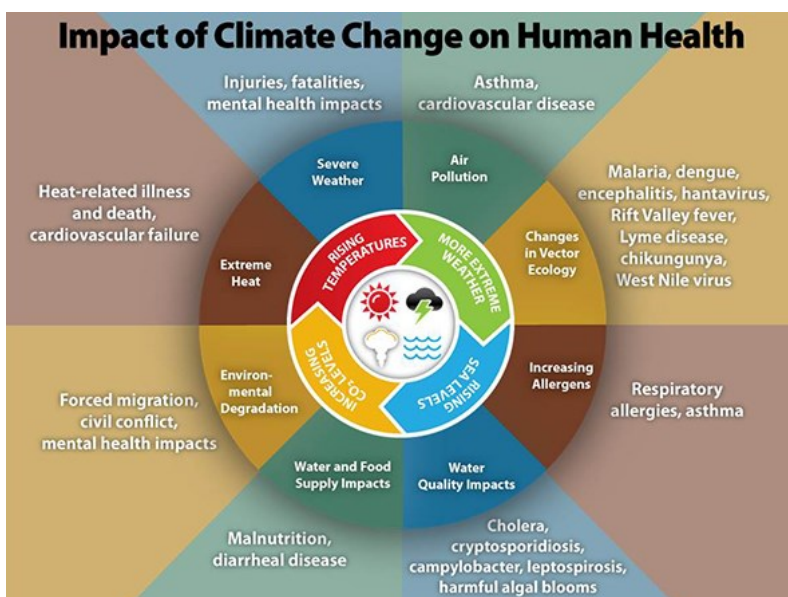 Impact of Climate Change on Human Health
Injuries, fatalities,
mental health impacts
Asthma,
cardiovascular disease
Severe
Weather
Air
Pollution
Heat-related illness
and death,
cardiovascular failure
Extreme
Heat
Malaria, dengue,
encephalitis, hantavirus,
Rift Valley fever,
Lyme disease,
chikungunya,
West Nile virus
Changes
in Vector
Ecology
RISING
TEMPERATURES
MORE EXTREME
WEATHER
INCREASING
CO₂ LEVELS
RISING
SEA LEVELS
Environ-
mental
Degradation
Forced migration,
civil conflict,
mental health impacts
Increasing
Allergens
Respiratory
allergies, asthma
Water and Food
Supply Impacts
Water
Quality Impacts
Malnutrition,
diarrheal disease
Cholera,
cryptosporidiosis,
campylobacter, leptospirosis,
harmful algal blooms